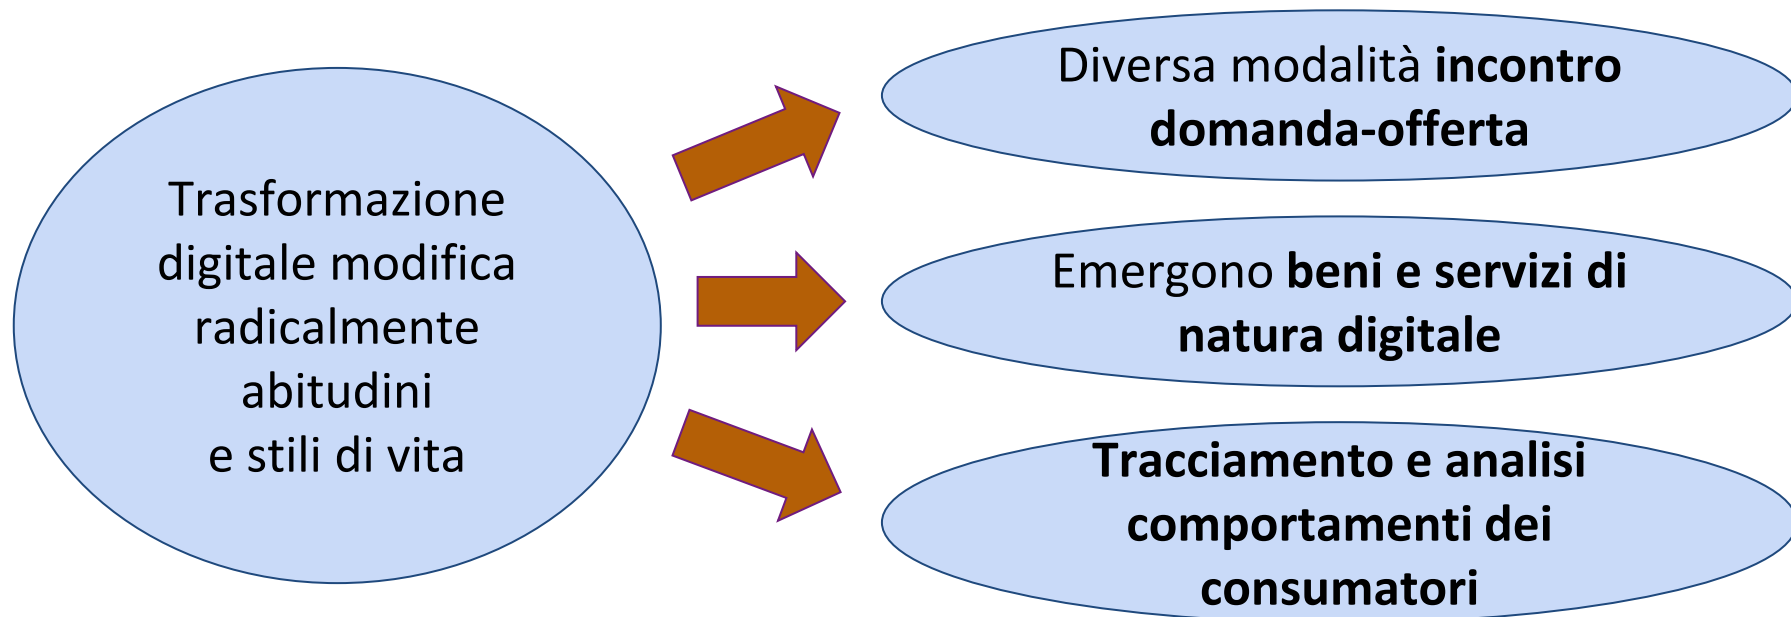 Trasformazione
digitale modifica
radicalmente
abitudini
e stili di vita
Diversa modalità incontro
domanda-offerta
Emergono beni e servizi di
natura digitale
Tracciamento e analisi
comportamenti dei
consumatori